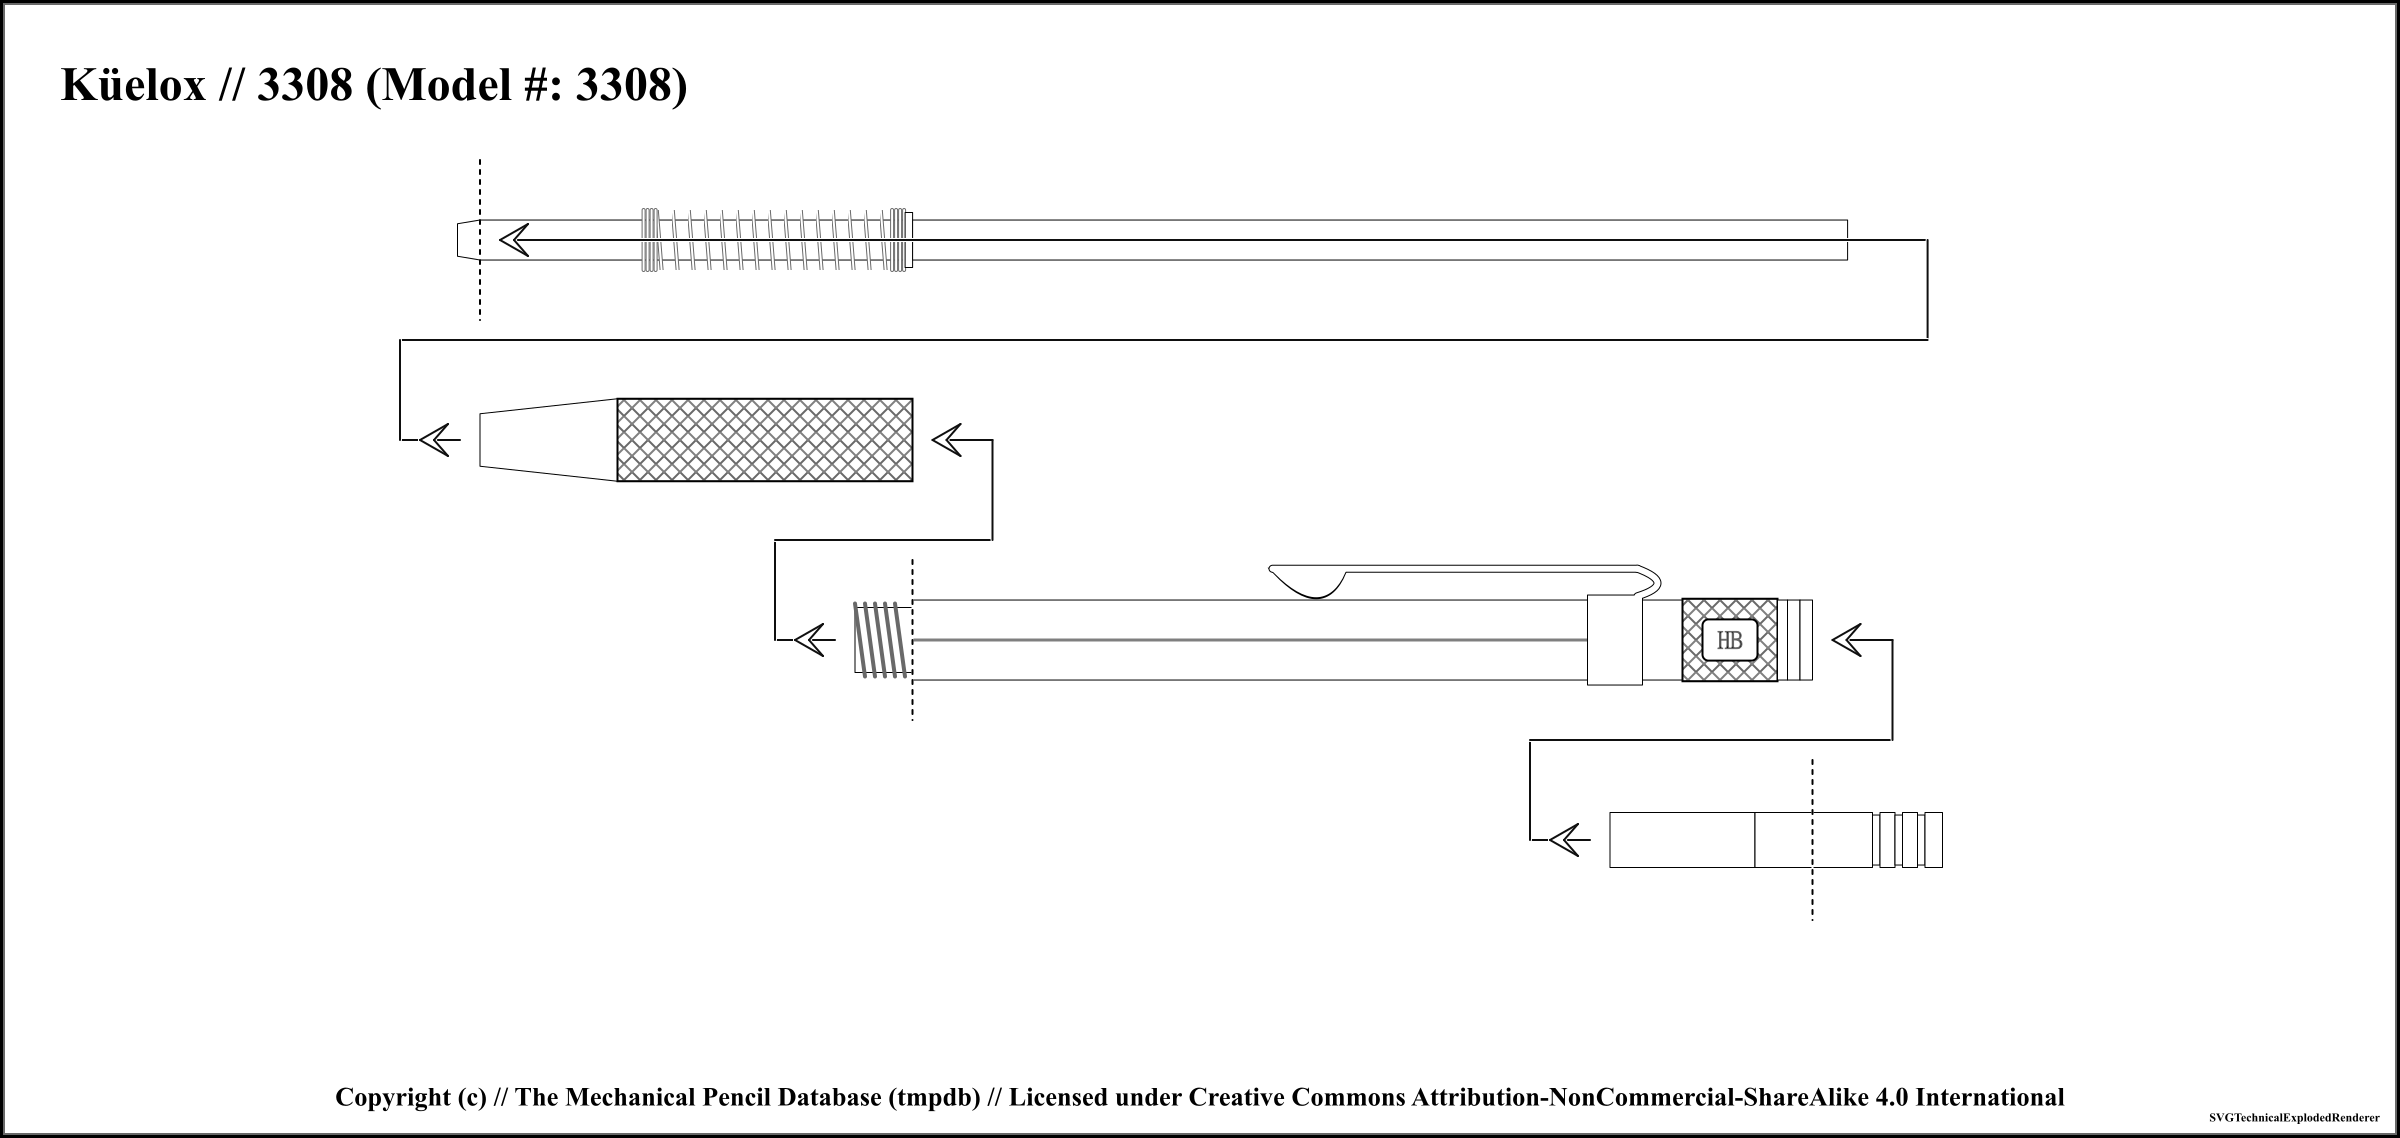 Küelox // 3308 (Model #: 3308)
HB
Copyright (c) // The Mechanical Pencil Database (tmpdb) // Licensed under Creative Commons Attribution-NonCommercial-ShareAlike 4.0 International
SVGTechnicalExplodedRenderer